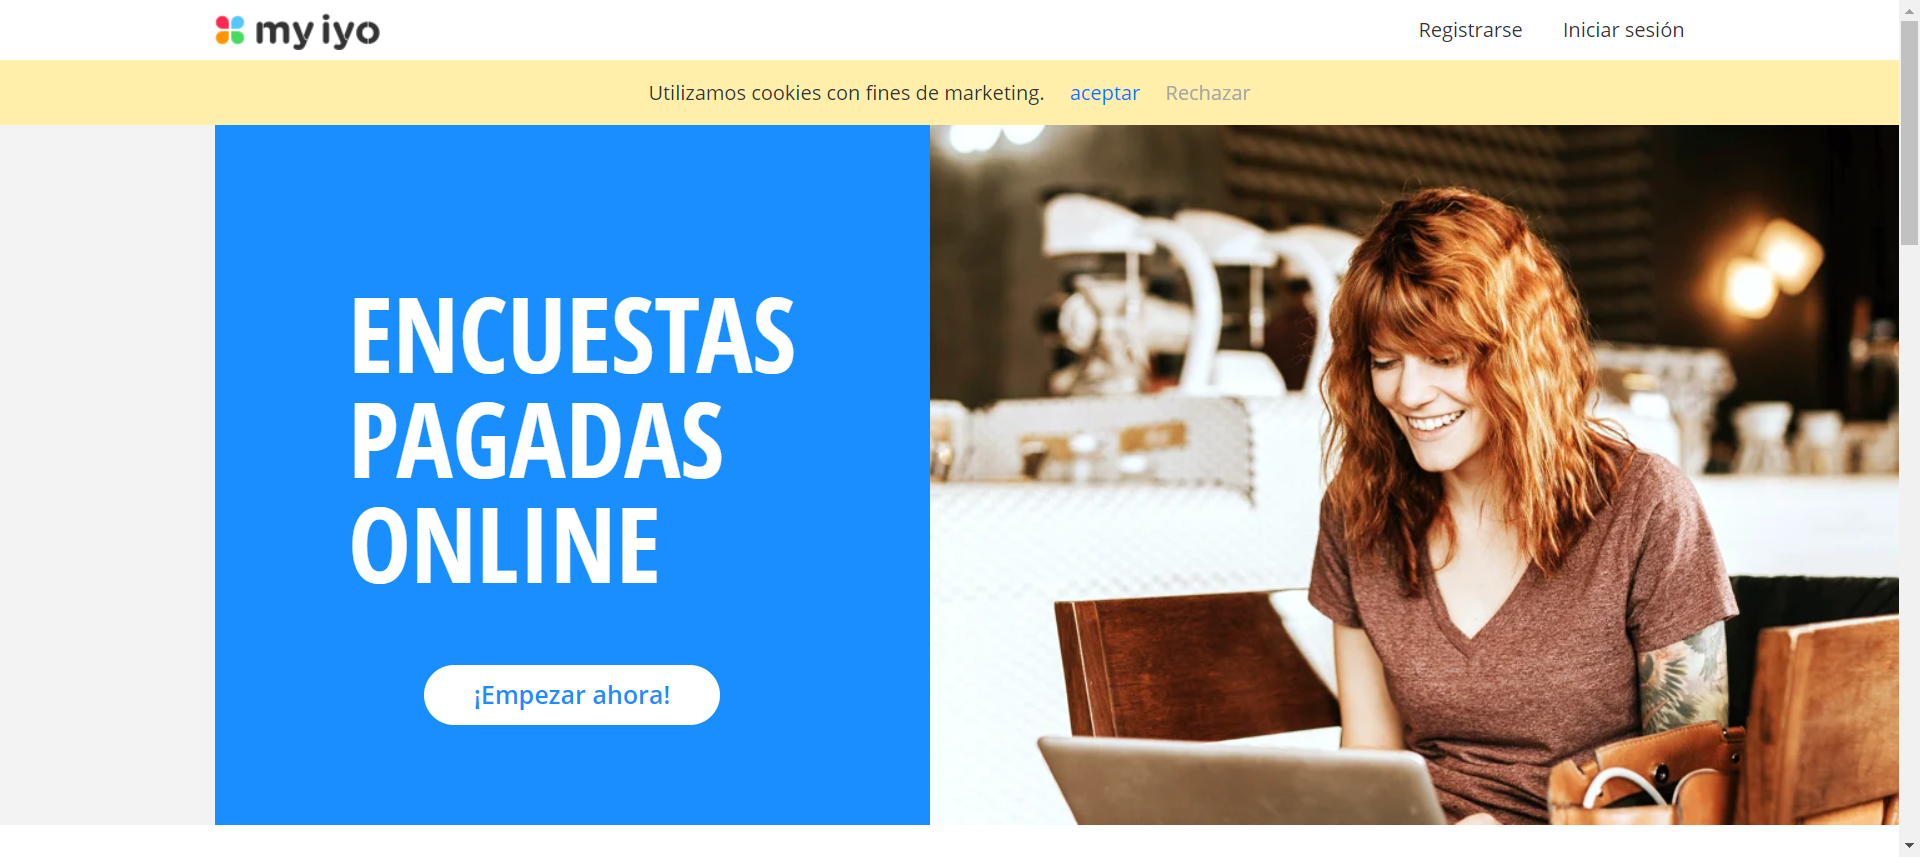 my iyo
Registrarse Iniciar sesión
Utilizamos cookies con fines de marketing. aceptar Rechazar
ENCUESTAS
PAGADAS
ONLINE
¡Empezar ahora!